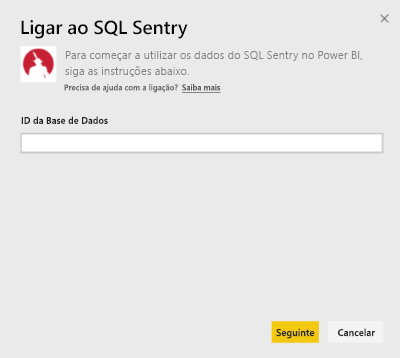 Ligar ao SQL Sentry
Para começar a utilizar os dados do SQL Sentry no Power BI,
siga as instruções abaixo.
Precisa de ajuda com a ligação? Saiba mais
ID da Base de Dados
Seguinte Cancelar